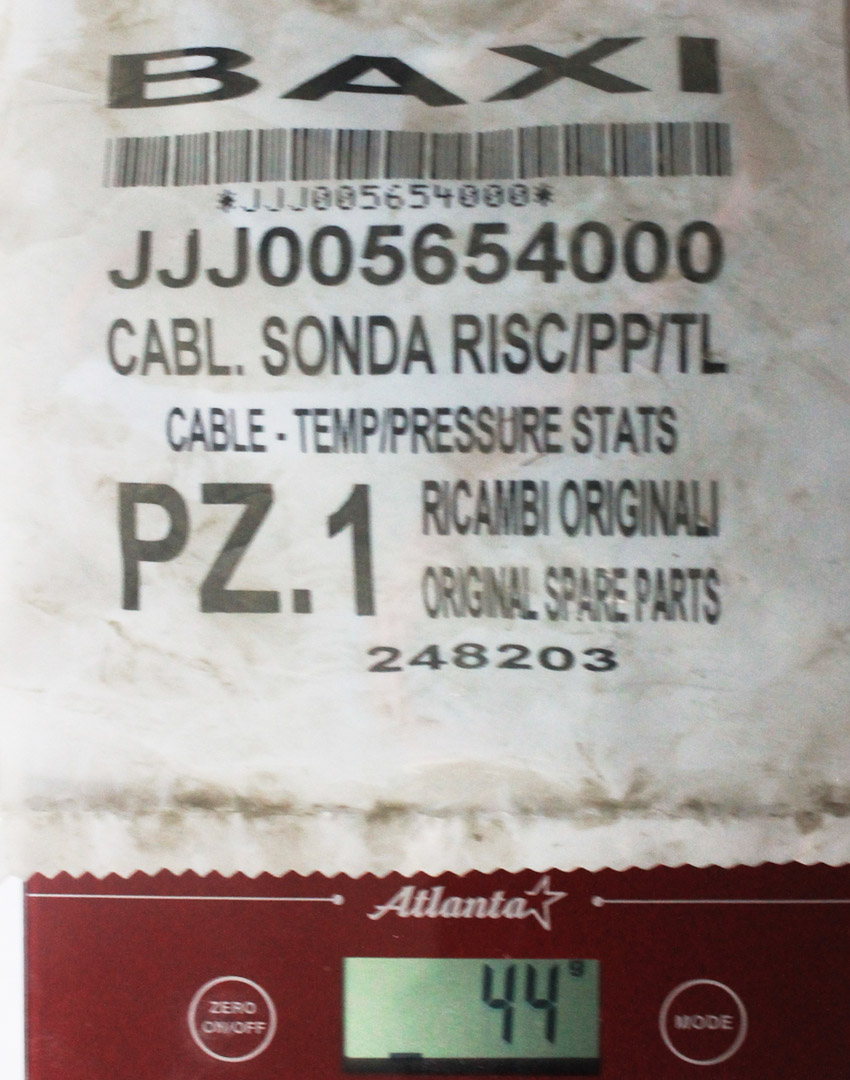 BAXI
*JJJ005654000*
JJJ005654000
CABL. SONDA RISC/PP/TL
CABLE - TEMP/PRESSURE STATS
PZ.1
RICAMBI ORIGINALI
ORIGINAL SPARE PARTS
248203
Atlanta
ZERO
ON/OFF
44 g
MODE